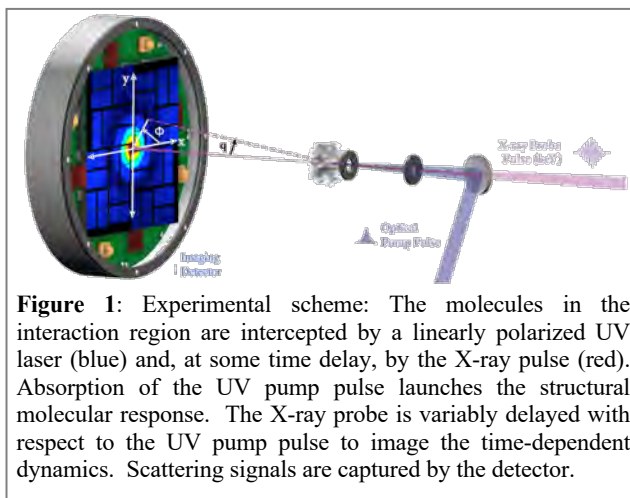 y
Φ
x
q
X-ray Probe
Pulse (keV)
Optical
Pump Pulse
Imaging
Detector
Figure 1: Experimental scheme: The molecules in the
interaction region are intercepted by a linearly polarized UV
laser (blue) and, at some time delay, by the X-ray pulse (red).
Absorption of the UV pump pulse launches the structural
molecular response. The X-ray probe is variably delayed with
respect to the UV pump pulse to image the time-dependent
dynamics. Scattering signals are captured by the detector.